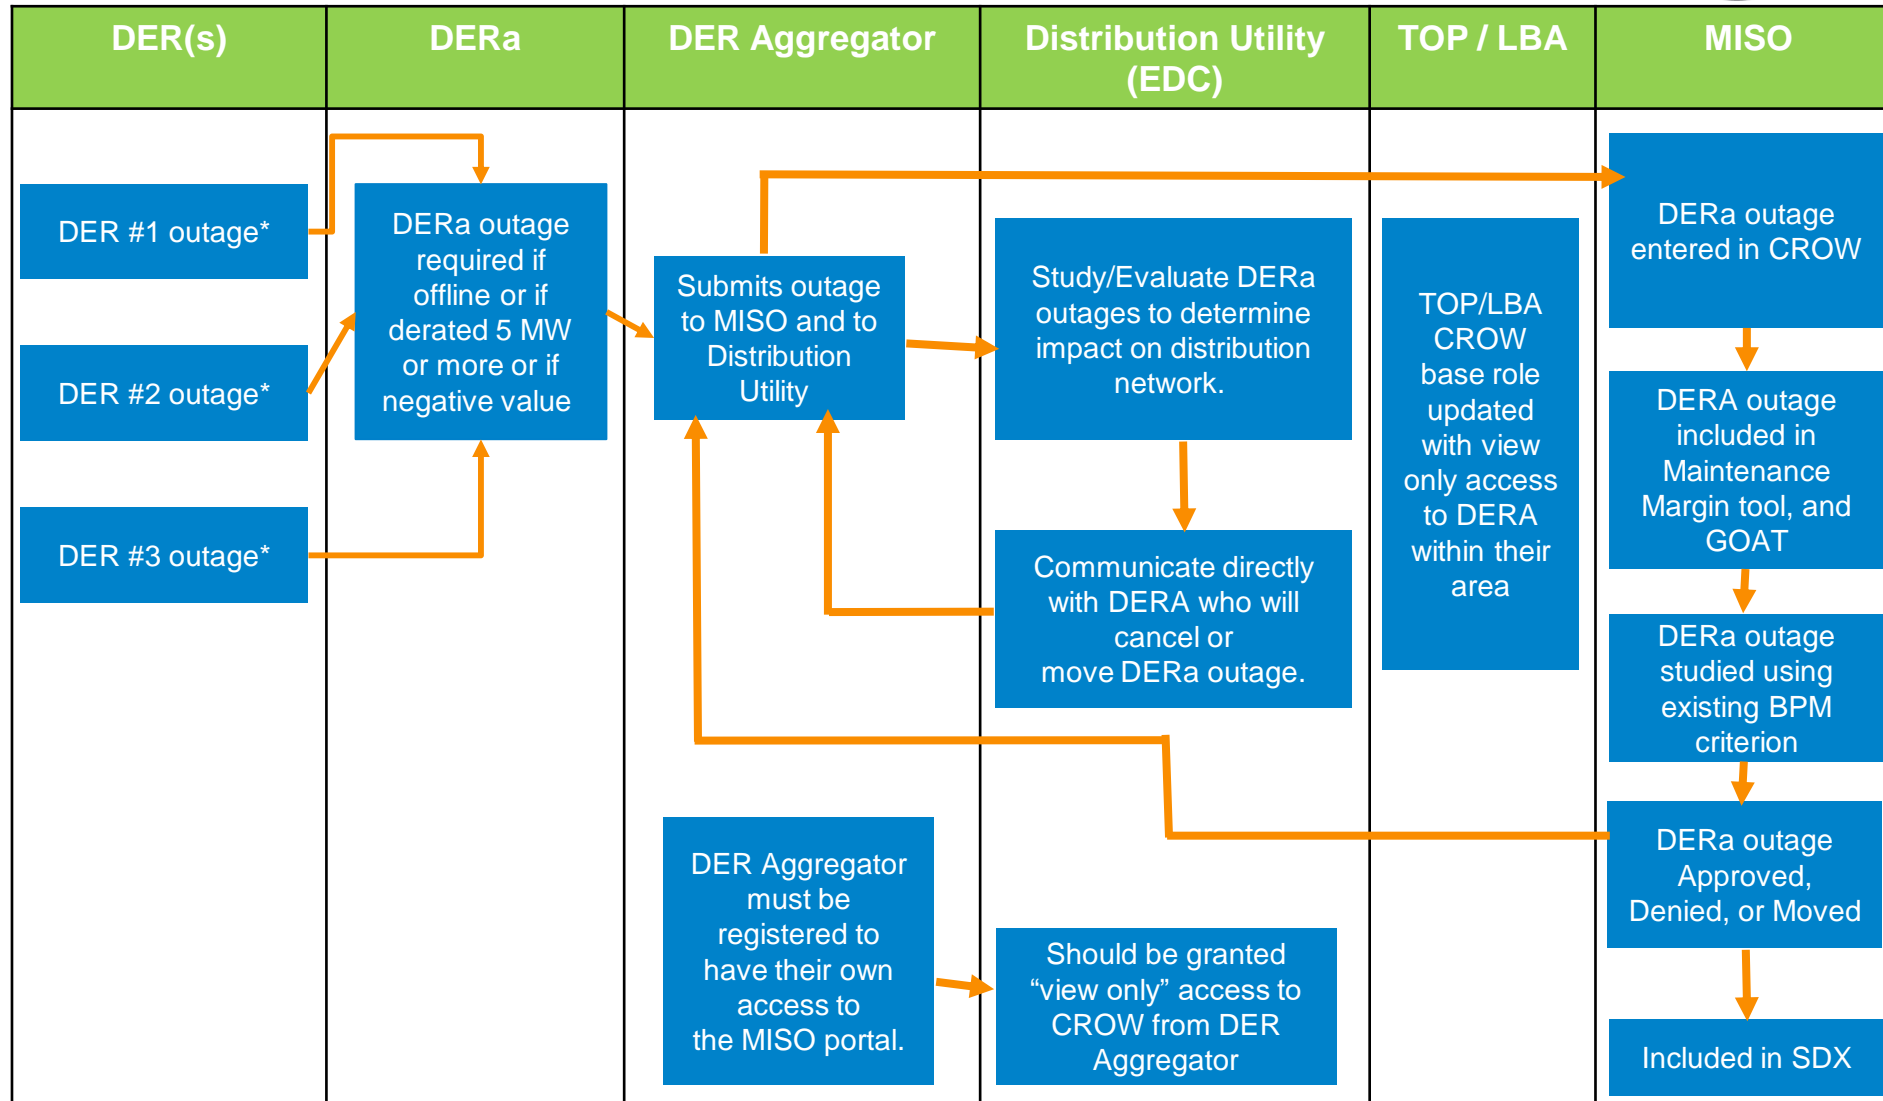 DER(s)
DERa
DER Aggregator
Distribution Utility
(EDC)
TOP / LBA
MISO
DER #1 outage*
DER #2 outage*
DER #3 outage*
DERa outage
required if
offline or if
derated 5 MW
or more or if
negative value
Submits outage
to MISO and to
Distribution
Utility
DER Aggregator
must be
registered to
have their own
access to
the MISO portal.
Study/Evaluate DERa
outages to determine
impact on distribution
network.
Communicate directly
with DERA who will
cancel or
move DERa outage.
Should be granted
“view only” access to
CROW from DER
Aggregator
TOP/LBA
CROW
base role
updated
with view
only access
to DERA
within their
area
DERa outage
entered in CROW
DERA outage
included in
Maintenance
Margin tool, and
GOAT
DERa outage
studied using
existing BPM
criterion
DERa outage
Approved,
Denied, or Moved
Included in SDX